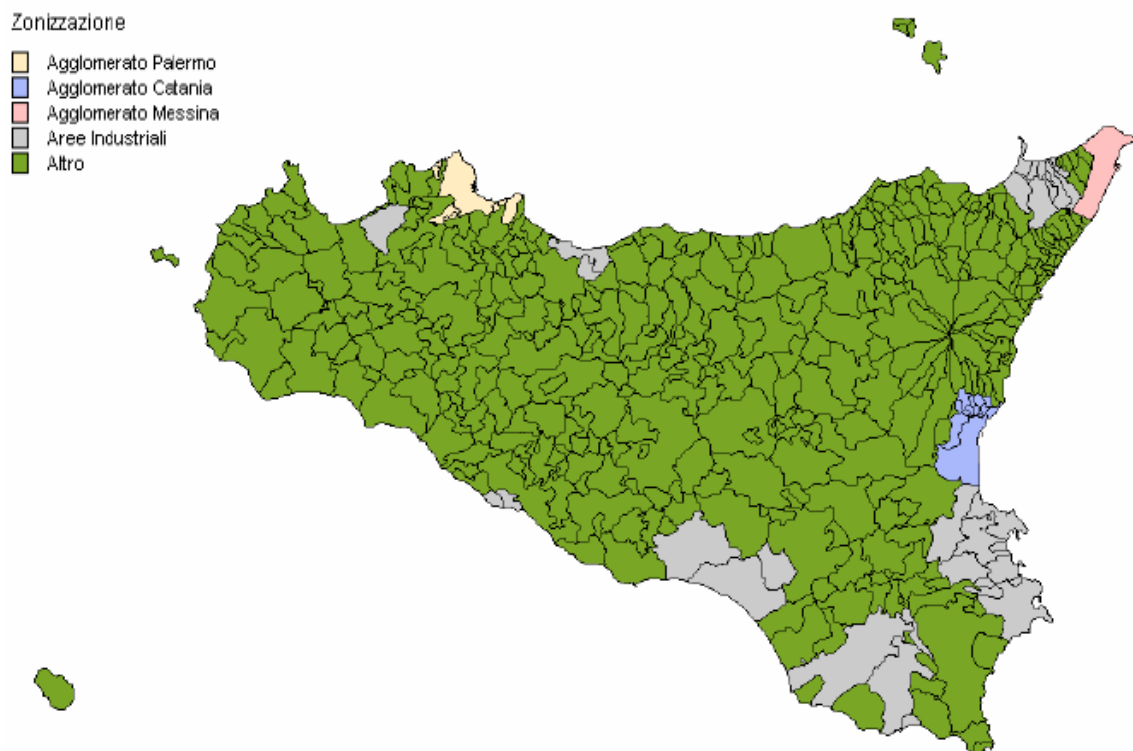 Zonizzazione
Agglomerato Palermo
Agglomerato Catania
Agglomerato Messina
Aree Industriali
Altro